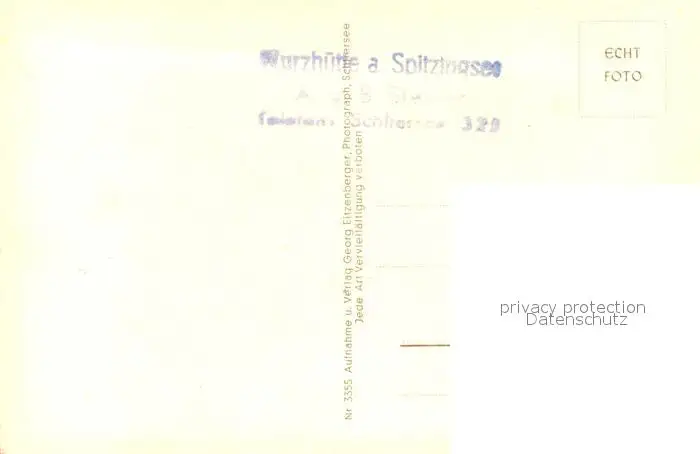 Wurzhütte a. Spitzingsee
Telefon: Schliersee 329
ECHT
FOTO
Nr. 3355 Aufnahme u. Verlag Georg Eitzenberger, Photograph, Schliersee
Jede Art Vervielfältigung verboten
privacy protection
Datenschutz